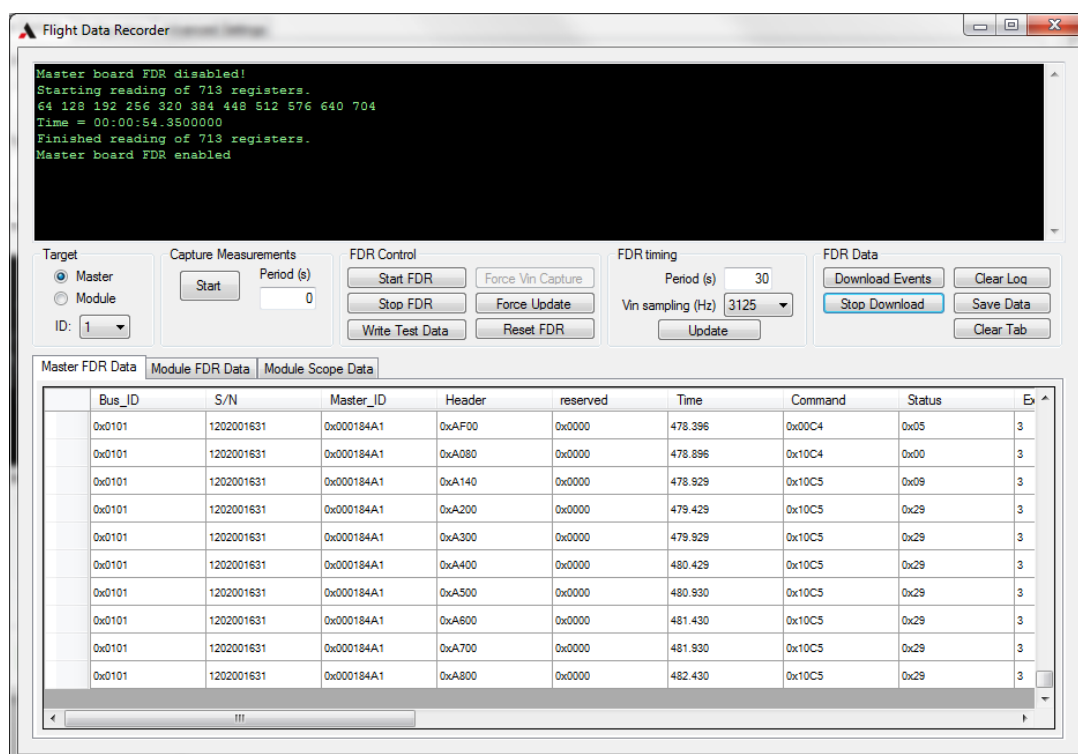 Flight Data Recorder
Master board FDR disabled!
Starting reading of 713 registers.
64 128 192 256 320 384 448 512 576 640 704
Time = 00:00:54.3500000
Finished reading of 713 registers.
Master board FDR enabled
Target Capture Measurements FDR Control FDR timing FDR Data
Master Start Period (s) Start FDR Force Vin Capture Period (s) 30 Download Events Clear Log
Module 0 Stop FDR Force Update Vin sampling (Hz) 3125 Stop Download Save Data
ID: 1 Write Test Data Reset FDR Update Clear Tab
Master FDR Data Module FDR Data Module Scope Data
Bus_ID S/N Master_ID Header reserved Time Command Status Ex
0x0101 1202001631 0x000184A1 0xAF00 0x0000 478.396 0x00C4 0x05 3
0x0101 1202001631 0x000184A1 0xA080 0x0000 478.896 0x10C4 0x00 3
0x0101 1202001631 0x000184A1 0xA140 0x0000 478.929 0x10C5 0x09 3
0x0101 1202001631 0x000184A1 0xA200 0x0000 479.429 0x10C5 0x29 3
0x0101 1202001631 0x000184A1 0xA300 0x0000 479.929 0x10C5 0x29 3
0x0101 1202001631 0x000184A1 0xA400 0x0000 480.429 0x10C5 0x29 3
0x0101 1202001631 0x000184A1 0xA500 0x0000 480.930 0x10C5 0x29 3
0x0101 1202001631 0x000184A1 0xA600 0x0000 481.430 0x10C5 0x29 3
0x0101 1202001631 0x000184A1 0xA700 0x0000 481.930 0x10C5 0x29 3
0x0101 1202001631 0x000184A1 0xA800 0x0000 482.430 0x10C5 0x29 3